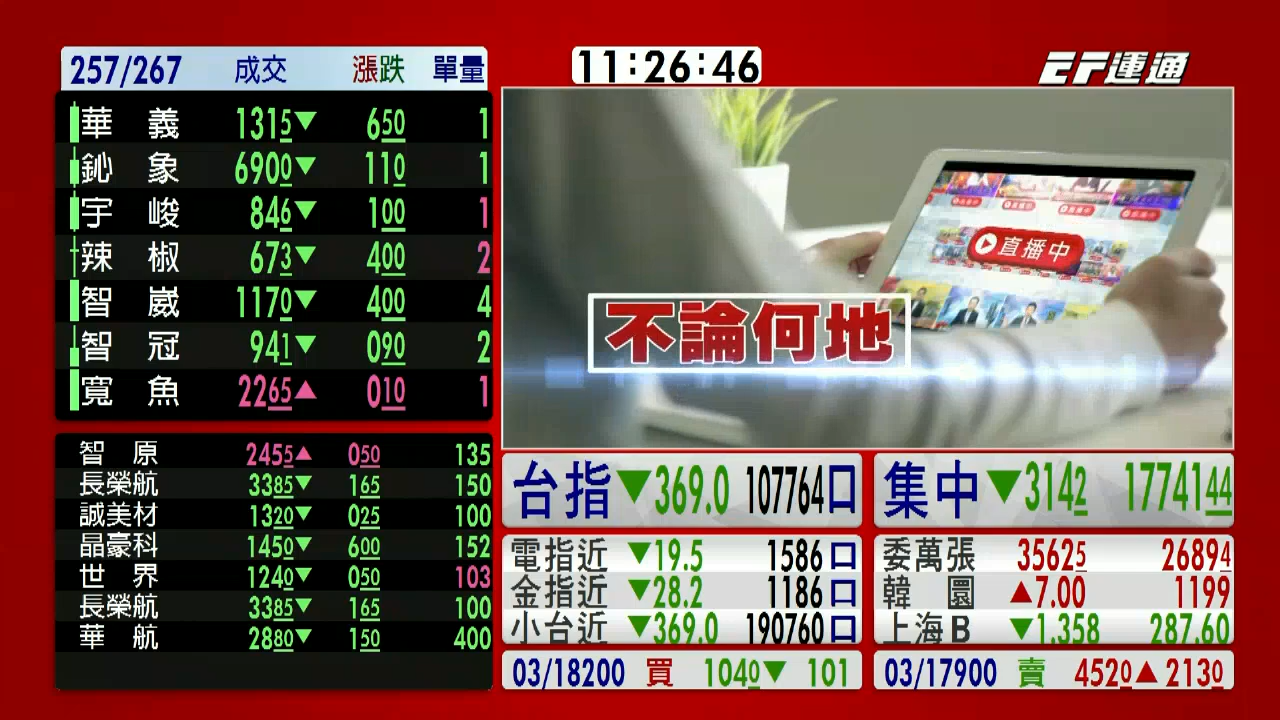 257/267 成交 漲跌 單量
華義 1315▼ 650 1
鈊象 6900▼ 110 1
宇峻 846▼ 100 1
辣椒 673▼ 400 2
智崴 1170▼ 400 4
智冠 941▼ 090 2
寬魚 2265▲ 010 1
智原 2455▲ 050 135
長榮航 3385▼ 165 150
誠美材 1320▼ 025 100
晶豪科 1450▼ 600 152
世界 1240▼ 050 103
長榮航 3385▼ 165 100
華航 2880▼ 150 400
11:26:46
EF運通
直播中
不論何地
台指▼369.0 107764口
集中▼3142 1774144
電指近 ▼19.5 1586口
金指近 ▼28.2 1186口
小台近 ▼369.0 190760口
委萬張 35625 26894
韓圜 ▲7.00 1199
上海B ▼1.358 287.60
03/18200 買 1040▼ 101
03/17900 賣 4520▲ 2130